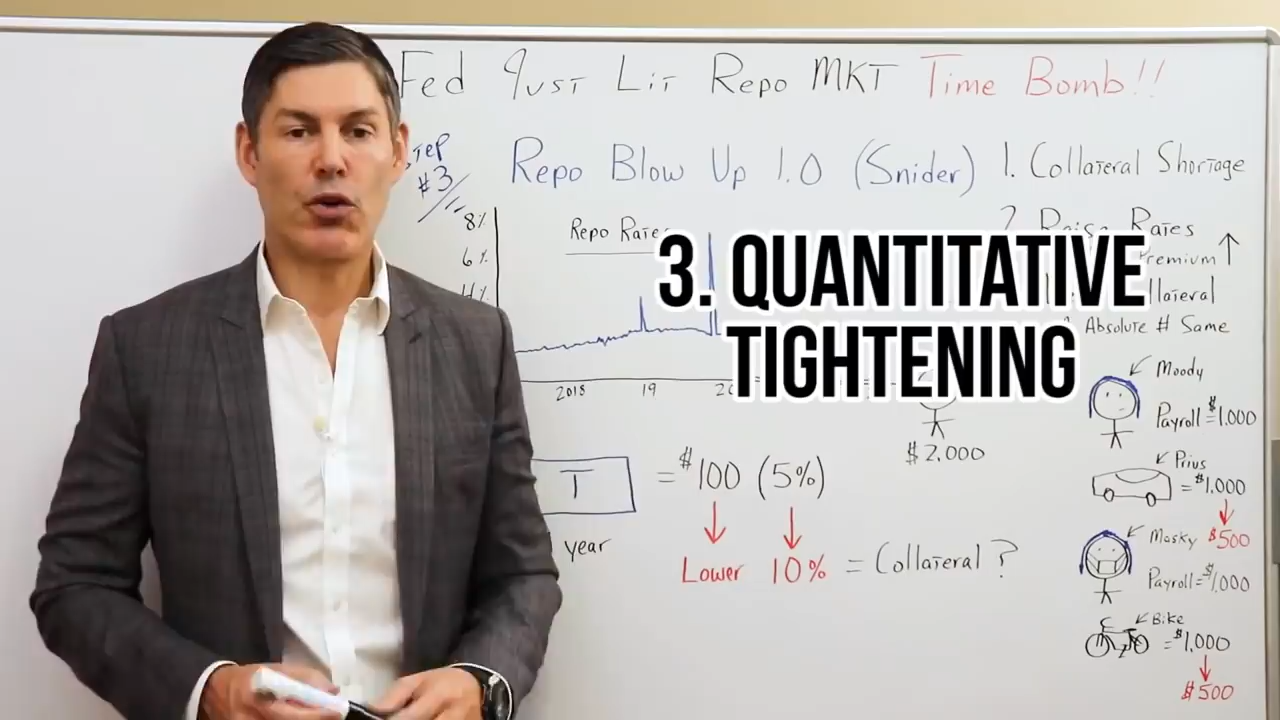 Fed Just Lit Repo MKT Time Bomb!!
TEP
#3
Repo Blow Up 1.0 (Snider)
1. Collateral Shortage
8%
6%
4%
Repo Rates
2. Raise Rates
Premium ↑
3. QUANTITATIVE
TIGHTENING
Absolute # Same
2018
19
Moody
Payroll = $1.000
$2,000
Prius
= $1,000
$500
T
= $100 (5%)
year
Lower 10% = Collateral?
Masky
Payroll = $1,000
Bike
= $1,000
$500